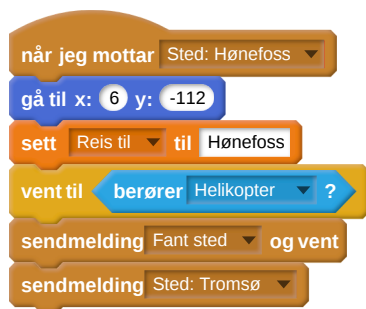 når jeg mottar Sted: Hønefoss
gå til x: 6 y: -112
sett Reis til til Hønefoss
vent til berører Helikopter ?
sendmelding Fant sted og vent
sendmelding Sted: Tromsø